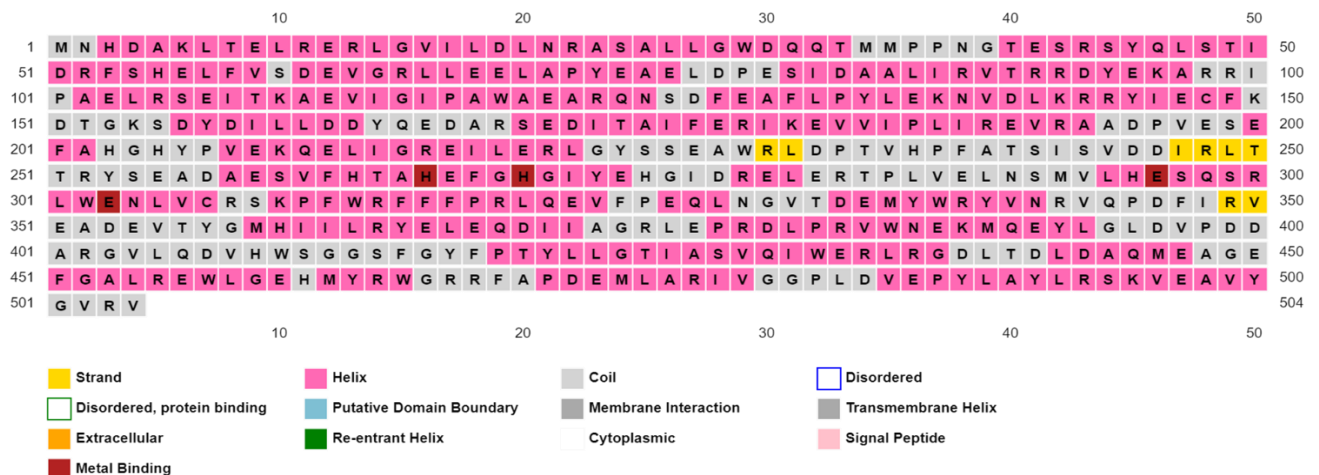 10 20 30 40 50
1 M N H D A K L T E L R E R L G V I L D L N R A S A L L G W D Q Q T M M P P N G T E S R S Y Q L S T I 50
51 D R F S H E L F V S D E V G R L L E E L A P Y E A E L D P E S I D A A L I R V T R R D Y E K A R R I 100
101 P A E L R S E I T K A E V I G I P A W A E A R Q N S D F E A F L P Y L E K N V D L K R R Y I E C F K 150
151 D T G K S D Y D I L L D D Y Q E D A R S E D I T A I F E R I K E V V I P L I R E V R A A D P V E S E 200
201 F A H G H Y P V E K Q E L I G R E I L E R L G Y S S E A W R L D P T V H P F A T S I S V D D I R L T 250
251 T R Y S E A D A E S V F H T A H E F G H G I Y E H G I D R E L E R T P L V E L N S M V L H E S Q S R 300
301 L W E N L V C R S K P F W R F F F P R L Q E V F P E Q L N G V T D E M Y W R Y V N R V Q P D F I R V 350
351 E A D E V T Y G M H I I L R Y E L E Q D I I A G R L E P R D L P R V W N E K M Q E Y L G L D V P D D 400
401 A R G V L Q D V H W S G G S F G Y F P T Y L L G T I A S V Q I W E R L R G D L T D L D A Q M E A G E 450
451 F G A L R E W L G E H M Y R W G R R F A P D E M L A R I V G G P L D V E P Y L A Y L R S K V E A V Y 500
501 G V R V 504
10 20 30 40 50
Strand Helix Coil Disordered
Disordered, protein binding Putative Domain Boundary Membrane Interaction Transmembrane Helix
Extracellular Re-entrant Helix Cytoplasmic Signal Peptide
Metal Binding